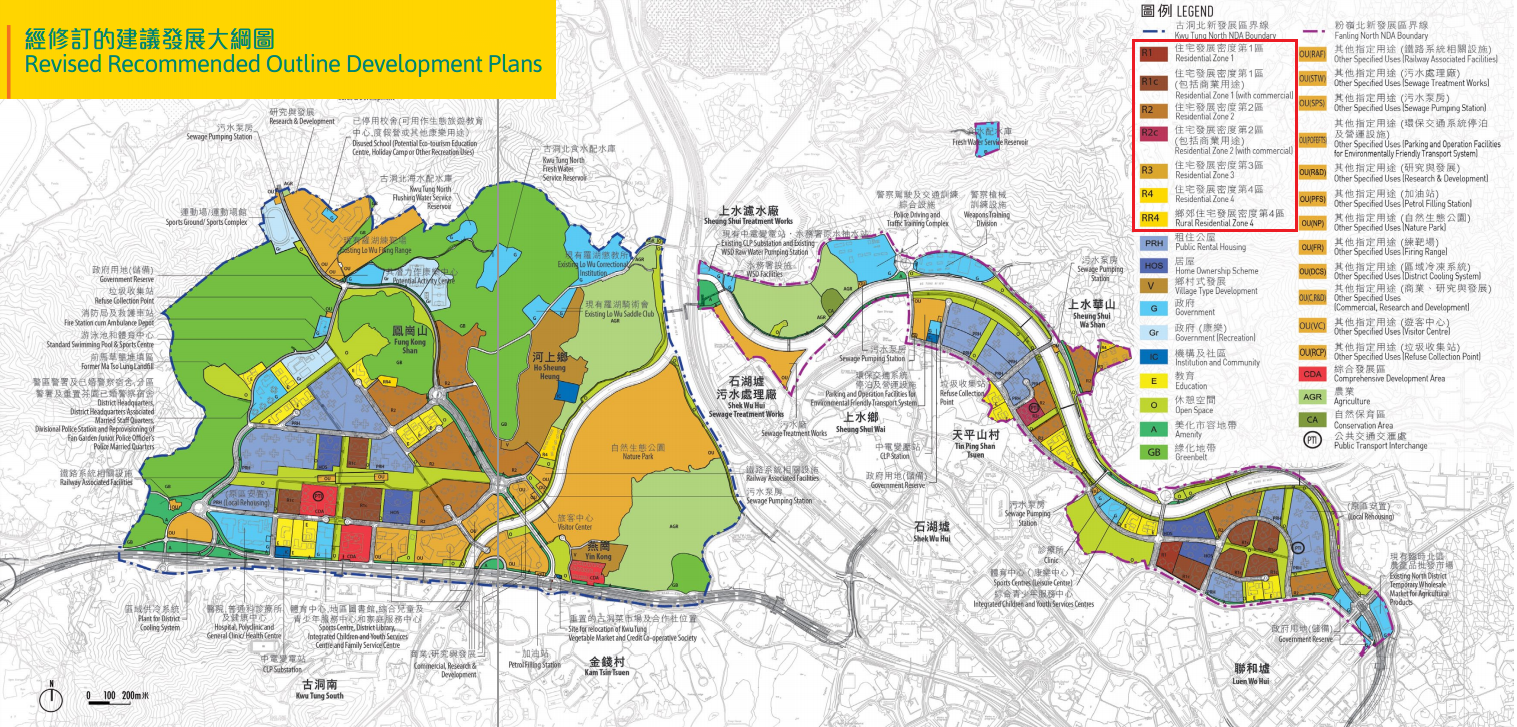 經修訂的建議發展大綱圖
Revised Recommended Outline Development Plans
研究與發展
Research & Development
污水泵房
Sewage Pumping Station
已停用校舍(可用作生態旅遊教育
中心,度假營或其他康樂用途)
Disused School (Potential Eco-tourism Education
Centre, Holiday Camp or Other Recreation Uses)
古洞北食水配水庫
Kwu Tung North
Fresh Water
Service Reservoir
古洞北海水配水庫
Kwu Tung North
Flushing Water Service
Reservoir
運動場/運動場館
Sports Ground/ Sports Complex
現有羅湖練靶場
Existing Lo Wu Firing Range
Potential Activity Centre
現有羅湖懲教所
Existing Lo Wu Correctional
Institution
現有羅湖騎術會
Existing Lo Wu Saddle Club
政府用地(儲備)
Government Reserve
垃圾收集站
Refuse Collection Point
消防局及救護車站
Fire Station cum Ambulance Depot
游泳池和體育中心
Standard Swimming Pool & Sports Centre
前馬草壟堆填區
Former Ma Tso Lung Landfill
警區警署及已婚警察宿舍,分區
警署及重置芬園已婚警察宿舍
District Headquarters,
District Headquarters Associated
Married Staff Quarters,
Divisional Police Station and Reprovisioning of
Fan Garden Junior Police Officer's
Police Married Quarters
鐵路系統相關設施
Railway Associated Facilities
鳳崗山
Fung Kong
Shan
河上鄉
Ho Sheung
Heung
自然生態公園
Nature Park
(原區安置)
(Local Rehousing)
旅客中心
Visitor Center
燕崗
Yin Kong
鐵路系統相關設施
Railway Associated Facilities
污水泵房
Sewage Pumping Station
區域供冷系統
Plant for District
Cooling System
醫院,普通科診療所
及健康中心
Hospital, Polyclinic and
General Clinic/ Health Centre
體育中心,地區圖書館,綜合兒童及
青少年服務中心和家庭服務中心
Sports Centre, District Library,
Integrated Children and Youth Services
Centre and Family Service Centre
中電變電站
CLP Substation
商業,研究與發展
Commercial, Research &
Development
加油站
Petrol Filling Station
重置的古洞菜市場及合作社位置
Site for relocation of Kwu Tung
Vegetable Market and Credit Co-operative Society
古洞南
Kwu Tung South
金錢村
Kam Tsin Tsuen
N
0 100 200m米
食水配水庫
Fresh Water Service Reservoir
上水濾水廠
Sheung Shui Treatment Works
現有中電變電站、水務署原水抽水站
Existing CLP Substation and Existing
WSD Raw Water Pumping Station
水務署設施
WSD Facilities
警察駕駛及交通訓練
綜合設施
Police Driving and
Traffic Training Complex
警察槍械
訓練設施
Weapons Training
Division
污水泵房
Sewage Pumping
Station
上水華山
Sheung Shui
Wa Shan
污水泵房
Sewage Pumping Station
石湖墟
污水處理廠
Shek Wu Hui
Sewage Treatment Works
環保交通系統
停泊及營運設施
Parking and Operation Facilities for
Environmental Friendly Transport System
垃圾收集站
Refuse Collection
Point
上水鄉
Sheung Shui Wai
污水廠
Sewage Treatment Works
中電變壓站
CLP Station
天平山村
Tin Ping Shan
Tsuen
政府用地(儲備)
Government Reserve
石湖墟
Shek Wu Hui
污水泵房
Sewage Pumping
Station
診療所
Clinic
體育中心 (康樂中心)
Sports Centres (Leisure Centre)
綜合青少年服務中心
Integrated Children and Youth Services Centres
(原區安置)
(Local Rehousing)
現有臨時北區
農產品批發市場
Existing North District
Temporary Wholesale
Market for Agricultural
Products
政府用地(儲備)
Government Reserve
聯和墟
Luen Wo Hui
圖例 LEGEND
古洞北新發展區界線
Kwu Tung North NDA Boundary
R1 住宅發展密度第1區
Residential Zone 1
R1c 住宅發展密度第1區
(包括商業用途)
Residential Zone 1 (with commercial)
R2 住宅發展密度第2區
Residential Zone 2
R2c 住宅發展密度第2區
(包括商業用途)
Residential Zone 2 (with commercial)
R3 住宅發展密度第3區
Residential Zone 3
R4 住宅發展密度第4區
Residential Zone 4
RR4 鄉郊住宅發展密度第4區
Rural Residential Zone 4
PRH 租住公屋
Public Rental Housing
HOS 居屋
Home Ownership Scheme
V 鄉村式發展
Village Type Development
G 政府
Government
Gr 政府 (康樂)
Government (Recreation)
IC 機構及社區
Institution and Community
E 教育
Education
O 休憩空間
Open Space
A 美化市容地帶
Amenity
GB 綠化地帶
Greenbelt
粉嶺北新發展區界線
Fanling North NDA Boundary
OU(RAF) 其他指定用途 (鐵路系統相關設施)
Other Specified Uses (Railway Associated Facilities)
OU(STW) 其他指定用途 (污水處理廠)
Other Specified Uses (Sewage Treatment Works)
OU(SPS) 其他指定用途 (污水泵房)
Other Specified Uses (Sewage Pumping Station)
OU(POFEFTS) 其他指定用途 (環保交通系統停泊
及營運設施)
Other Specified Uses (Parking and Operation Facilities
for Environmentally Friendly Transport System)
OU(R&D) 其他指定用途 (研究與發展)
Other Specified Uses (Research & Development)
OU(PFS) 其他指定用途 (加油站)
Other Specified Uses (Petrol Filling Station)
OU(NP) 其他指定用途 (自然生態公園)
Other Specified Uses (Nature Park)
OU(FR) 其他指定用途 (練靶場)
Other Specified Uses (Firing Range)
OU(DCS) 其他指定用途 (區域冷凍系統)
Other Specified Uses (District Cooling System)
OU(C,R&D) 其他指定用途 (商業、研究與發展)
Other Specified Uses
(Commercial, Research and Development)
OU(VC) 其他指定用途 (遊客中心)
Other Specified Uses (Visitor Centre)
OU(RCP) 其他指定用途 (垃圾收集站)
Other Specified Uses (Refuse Collection Point)
CDA 綜合發展區
Comprehensive Development Area
AGR 農業
Agriculture
CA 自然保育區
Conservation Area
PTI 公共交通交滙處
Public Transport Interchange